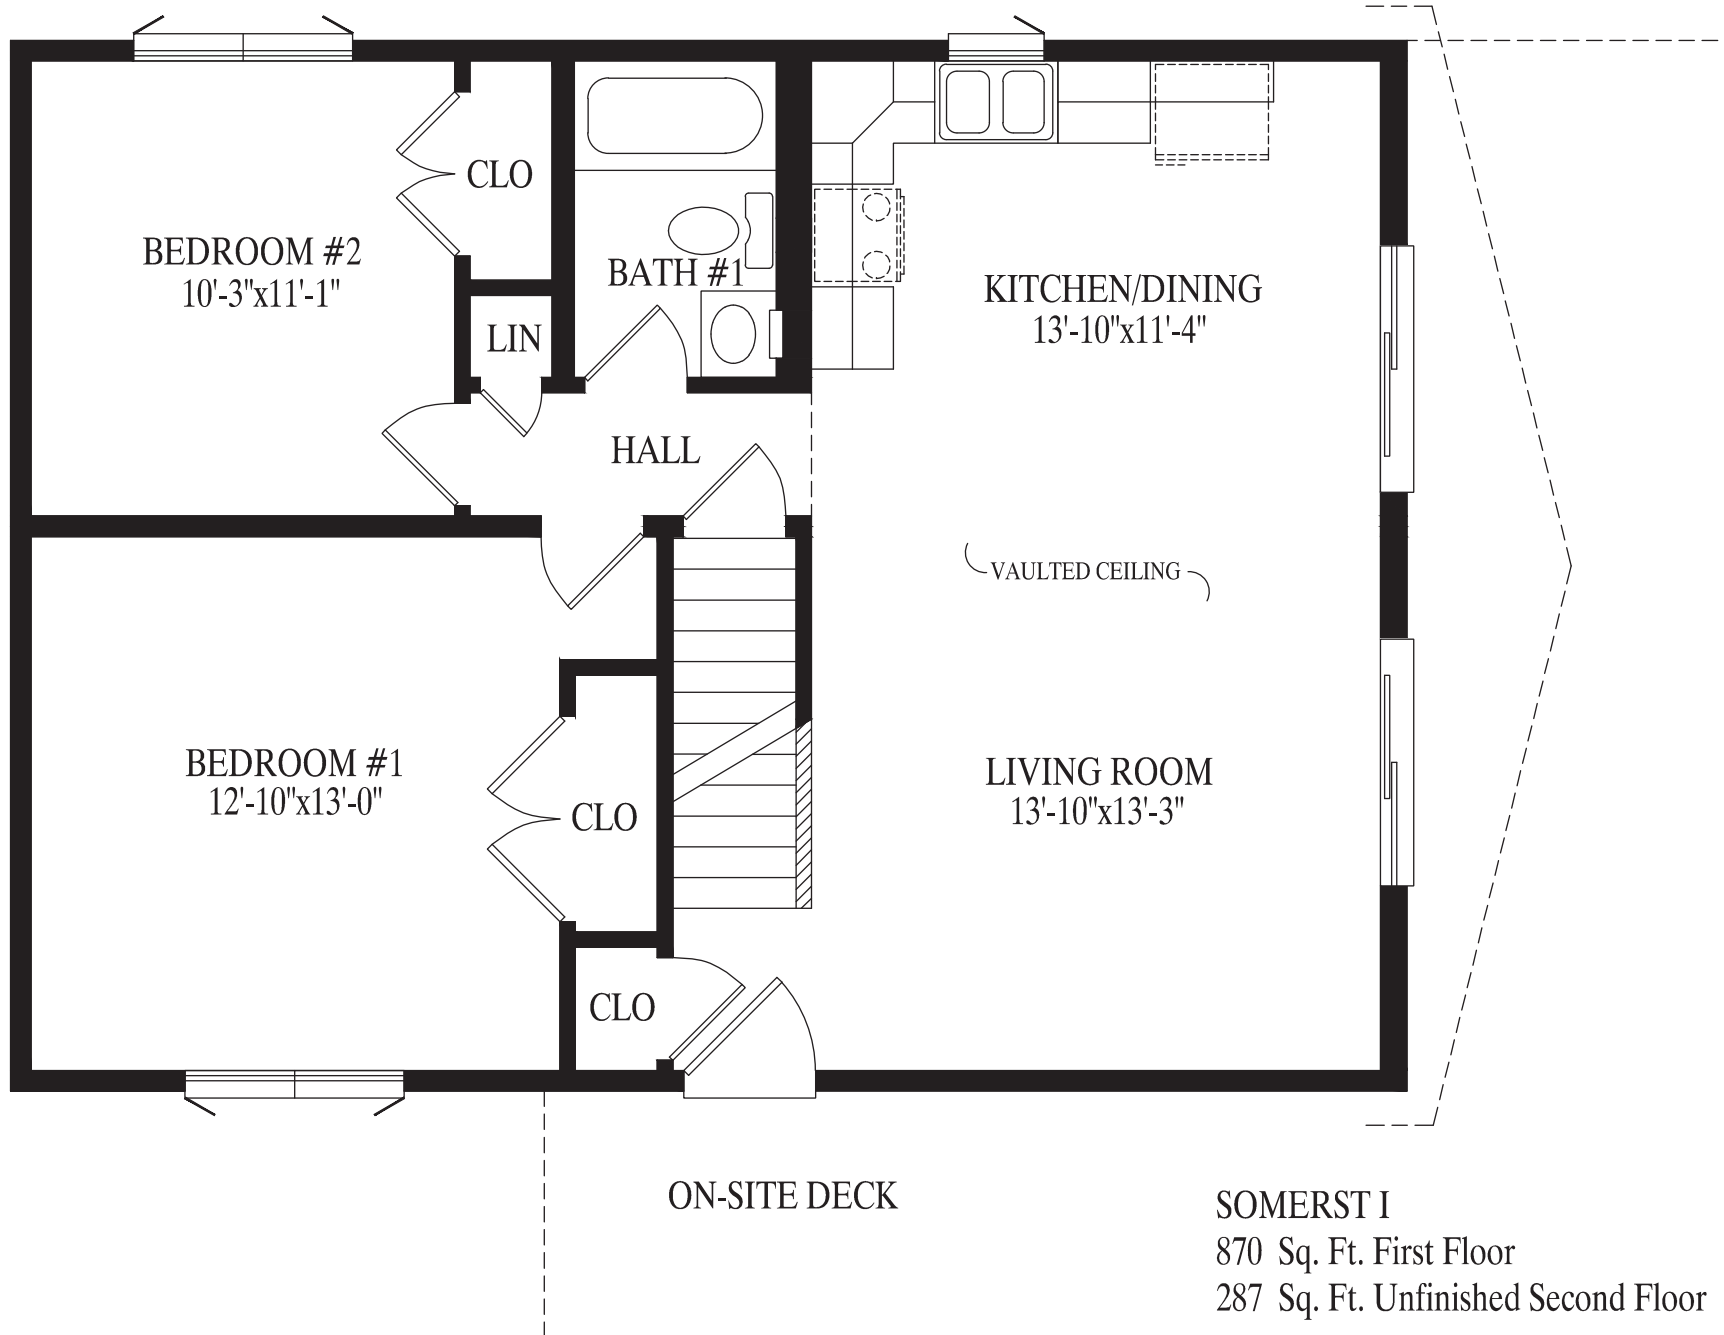 CLO
BEDROOM #2
10'-3"x11'-1"
BATH #1
KITCHEN/DINING
13'-10"x11'-4"
LIN
HALL
VAULTED CEILING
BEDROOM #1
12'-10"x13'-0"
CLO
LIVING ROOM
13'-10"x13'-3"
CLO
ON-SITE DECK
SOMERST I
870 Sq. Ft. First Floor
287 Sq. Ft. Unfinished Second Floor